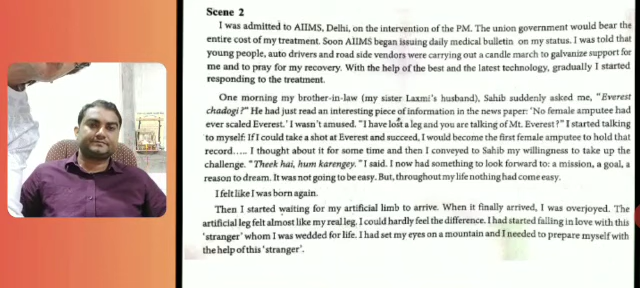 Scene 2
I was admitted to AIIMS, Delhi, on the intervention of the PM. The union government would bear the
entire cost of my treatment. Soon AIIMS began issuing daily medical bulletin on my status. I was told that
young people, auto drivers and road side vendors were carrying out a candle march to galvanize support for
me and to pray for my recovery. With the help of the best and the latest technology, gradually I started
responding to the treatment.
One morning my brother-in-law (my sister Laxmi's husband), Sahib suddenly asked me, "Everest
chadogi?" He had just read an interesting piece of information in the news paper: 'No female amputee had
ever scaled Everest.' I wasn't amused. "I have lost a leg and you are talking of Mt. Everest?" I started talking
to myself: If I could take a shot at Everest and succeed, I would become the first female amputee to hold that
record..... I thought about it for some time and then I conveyed to Sahib my willingness to take up the
challenge. "Theek hai, hum karengey." I said. I now had something to look forward to: a mission, a goal, a
reason to dream. It was not going to be easy. But, throughout my life nothing had come easy.
I felt like I was born again.
Then I started waiting for my artificial limb to arrive. When it finally arrived, I was overjoyed. The
artificial leg felt almost like my real leg. I could hardly feel the difference. I had started falling in love with this
'stranger' whom I was wedded for life. I had set my eyes on a mountain and I needed to prepare myself with
the help of this 'stranger'.